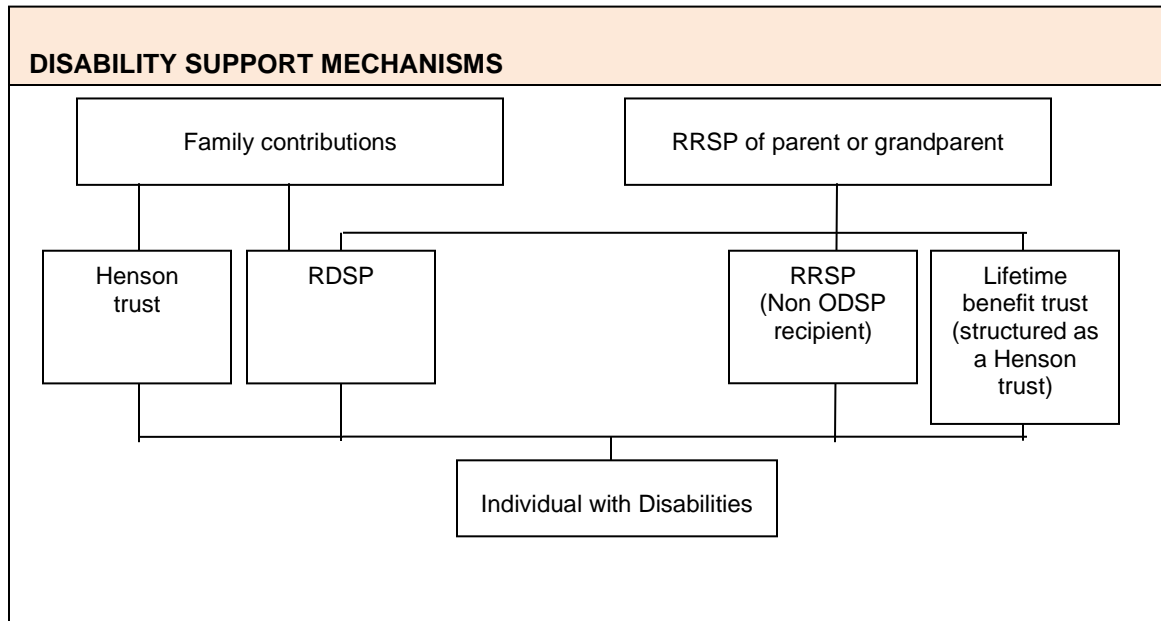 DISABILITY SUPPORT MECHANISMS
Family contributions
RRSP of parent or grandparent
Henson
trust
RDSP
RRSP
(Non ODSP
recipient)
Lifetime
benefit trust
(structured as
a Henson
trust)
Individual with Disabilities